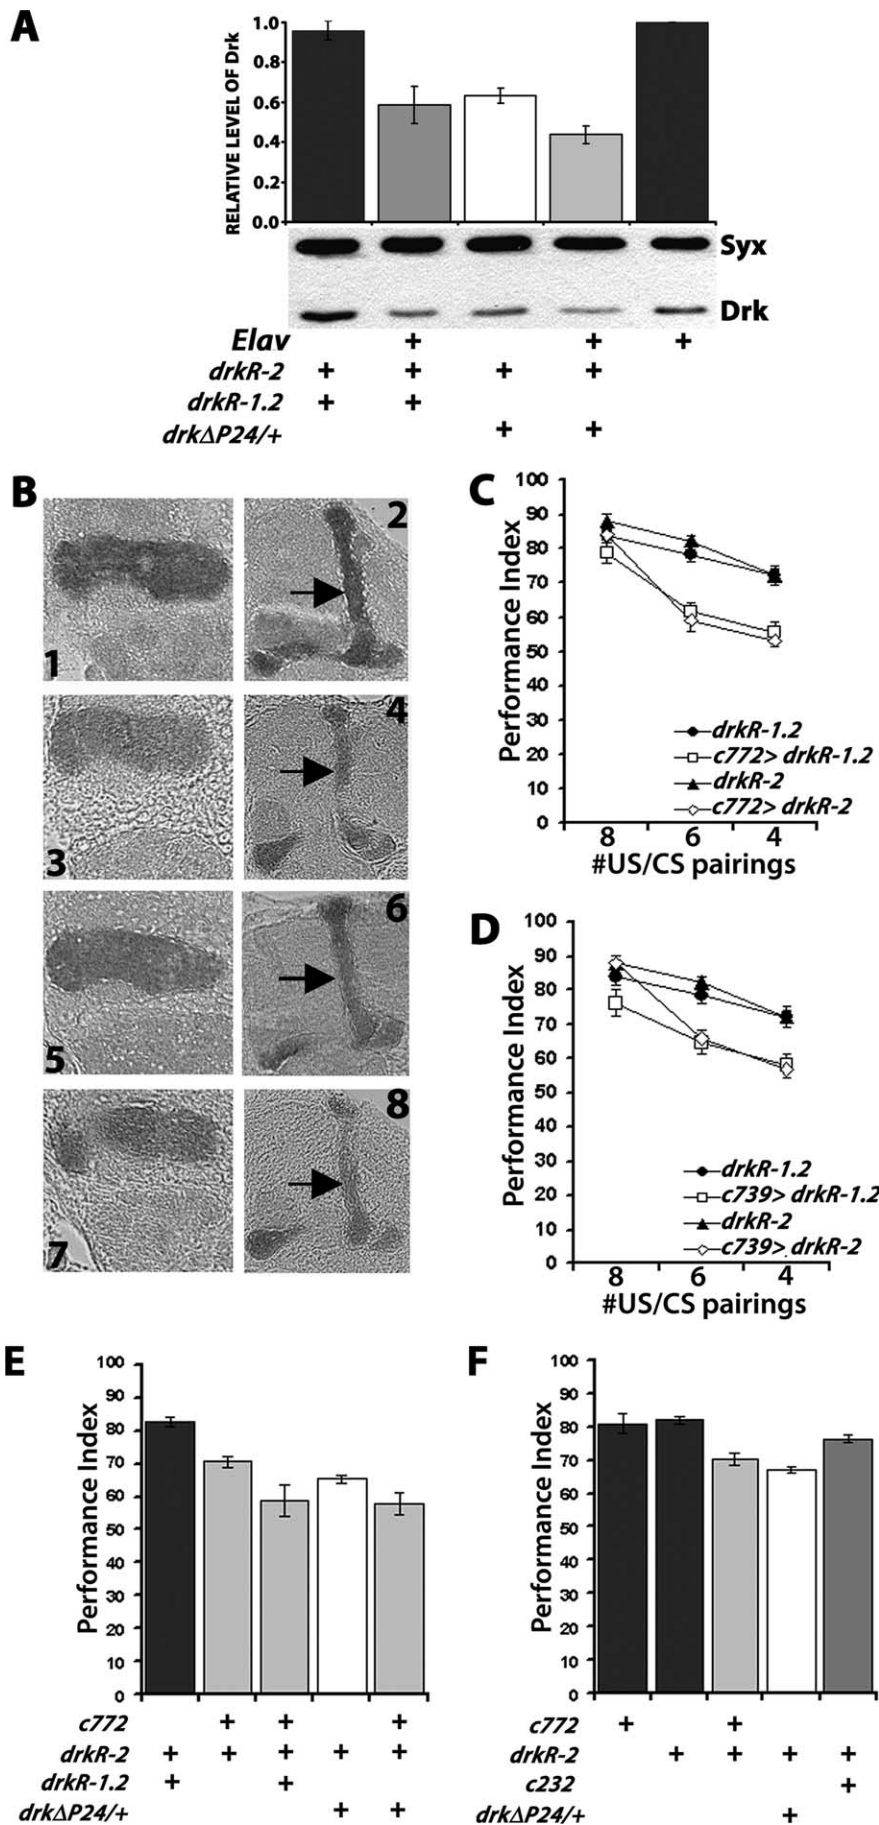 A
RELATIVE LEVEL OF Drk
1.0
0.8
0.6
0.4
0.2
0.0
Syx
Drk
Elav + + +
drkR-2 + + + +
drkR-1.2 + +
drkΔP24/+ + +
B
1
2
3
4
5
6
7
8
C
Performance Index
100
90
80
70
60
50
40
30
20
10
0
drkR-1.2
c772> drkR-1.2
drkR-2
c772> drkR-2
8 6 4
#US/CS pairings
D
Performance Index
100
90
80
70
60
50
40
30
20
10
0
drkR-1.2
c739> drkR-1.2
drkR-2
c739> drkR-2
8 6 4
#US/CS pairings
E
Performance Index
100
90
80
70
60
50
40
30
20
10
0
c772 + + +
drkR-2 + + + + +
drkR-1.2 + +
drkΔP24/+ + +
F
Performance Index
100
90
80
70
60
50
40
30
20
10
0
c772 + +
drkR-2 + + + +
c232 +
drkΔP24/+ +